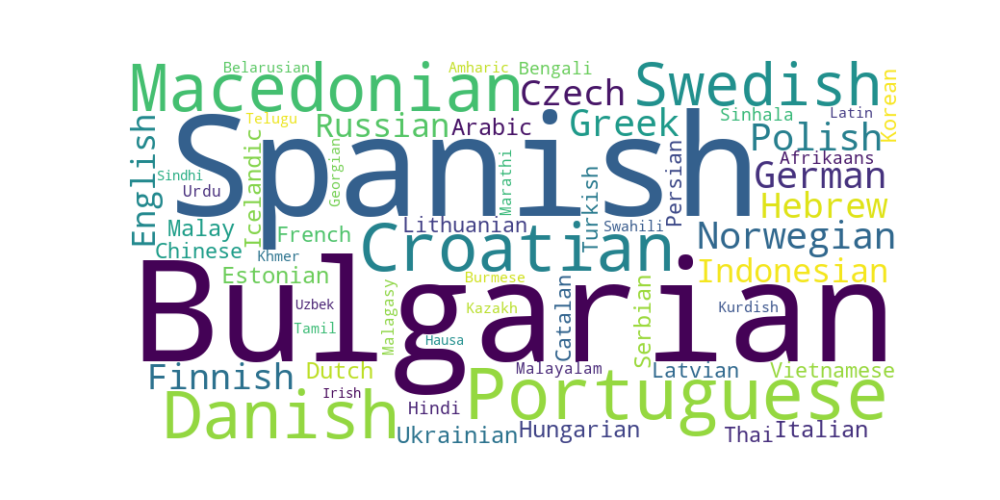 Belarusian
Amharic
Bengali
Macedonian
Czech
Swedish
Korean
Telugu
Russian
Arabic
Greek
Sinhala
Latin
Polish
English
Spanish
Icelandic
Georgian
Marathi
Turkish
Persian
Afrikaans
German
Sindhi
Urdu
Hebrew
Malay
French
Lithuanian
Swahili
Norwegian
Chinese
Khmer
Croatian
Indonesian
Estonian
Burmese
Bulgarian
Uzbek
Kazakh
Catalan
Serbian
Kurdish
Tamil
Malagasy
Hausa
Finnish
Dutch
Malayalam
Latvian
Vietnamese
Irish
Portuguese
Danish
Hindi
Ukrainian
Hungarian
Thai
Italian